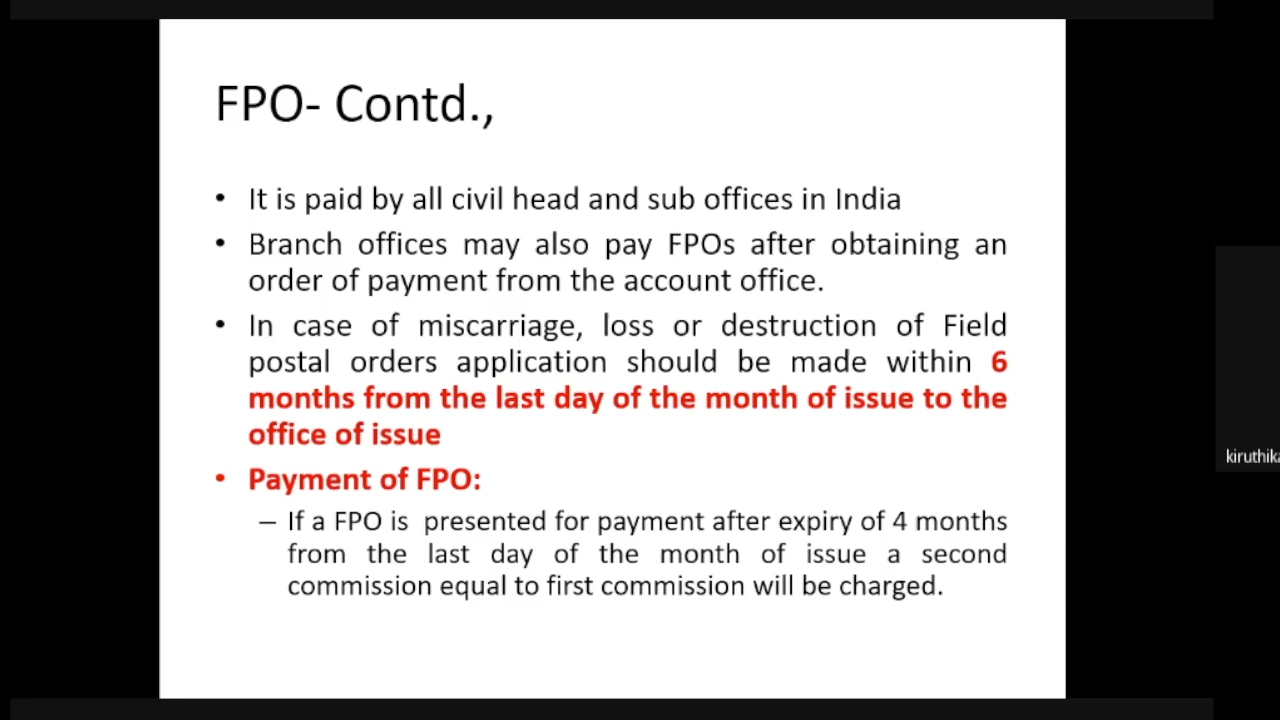 FPO- Contd.,
• It is paid by all civil head and sub offices in India
• Branch offices may also pay FPOs after obtaining an
order of payment from the account office.
• In case of miscarriage, loss or destruction of Field
postal orders application should be made within 6
months from the last day of the month of issue to the
office of issue
• Payment of FPO:
– If a FPO is presented for payment after expiry of 4 months
from the last day of the month of issue a second
commission equal to first commission will be charged.
kiruthika